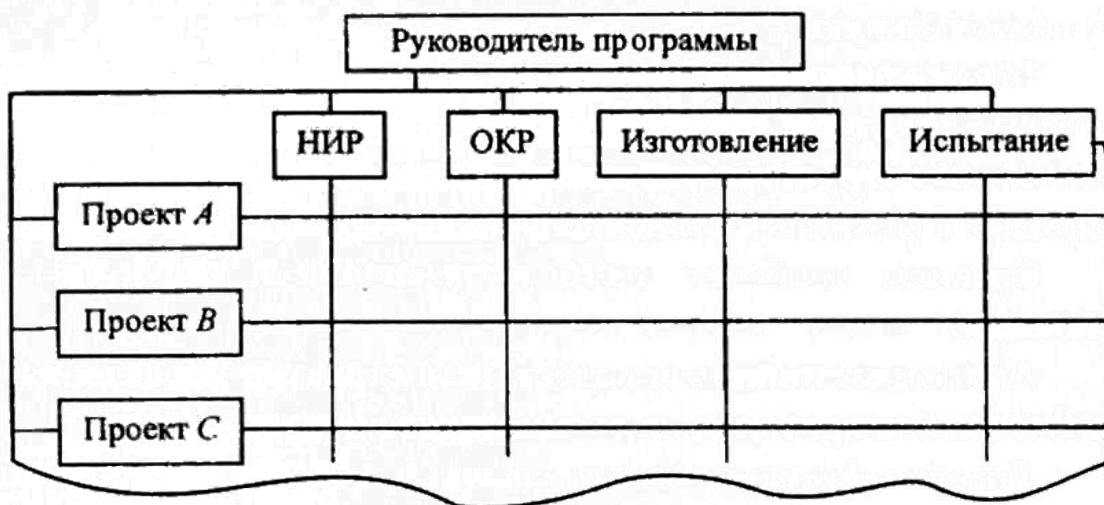 Руководитель программы
НИР
ОКР
Изготовление
Испытание
Проект A
Проект B
Проект C